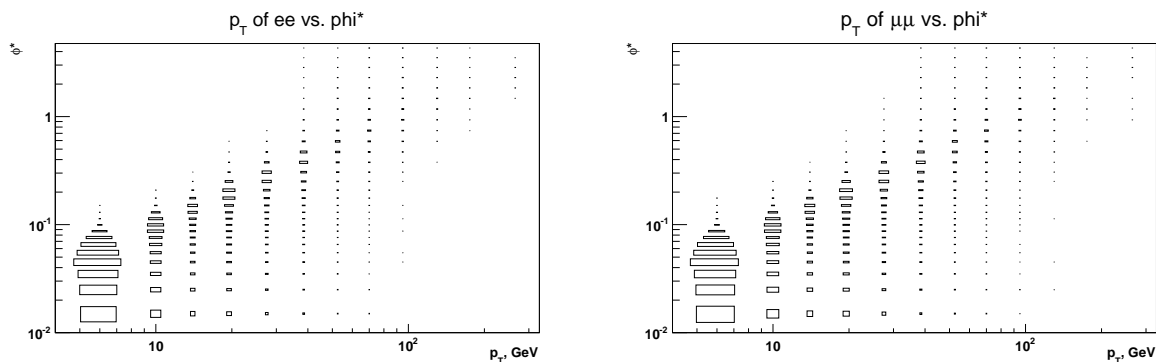 p_T of ee vs. phi*
ϕ*
1
10^-1
10^-2
10
10^2
p_T, GeV
p_T of μμ vs. phi*
ϕ*
1
10^-1
10^-2
10
10^2
p_T, GeV